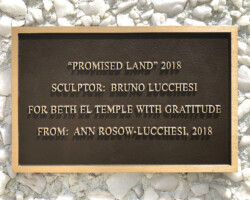 "PROMISED LAND" 2018
SCULPTOR: BRUNO LUCCHESI
FOR BETH EL TEMPLE WITH GRATITUDE
FROM: ANN ROSOW-LUCCHESI, 2018